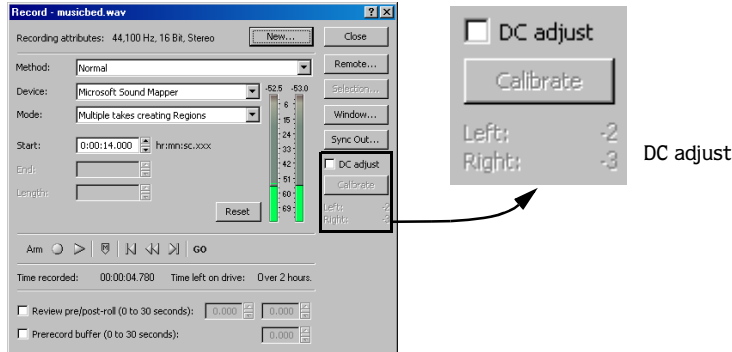 Record - musicbed.wav
Recording attributes: 44,100 Hz, 16 Bit, Stereo
New...
Close
Method: Normal
Remote...
Device: Microsoft Sound Mapper
-52.5 -53.0
Selection...
Mode: Multiple takes creating Regions
Window...
Start: 0:00:14.000 hr:mn:sc.xxx
Sync Out...
End:
Length:
6
15
24
33
42
51
60
69
DC adjust
Calibrate
Left: -2
Right: -3
Reset
Arm GO
Time recorded: 00:00:04.780 Time left on drive: Over 2 hours.
Review pre/post-roll (0 to 30 seconds): 0.000 0.000
Prerecord buffer (0 to 30 seconds): 0.000
DC adjust
Calibrate
Left: -2
Right: -3
DC adjust